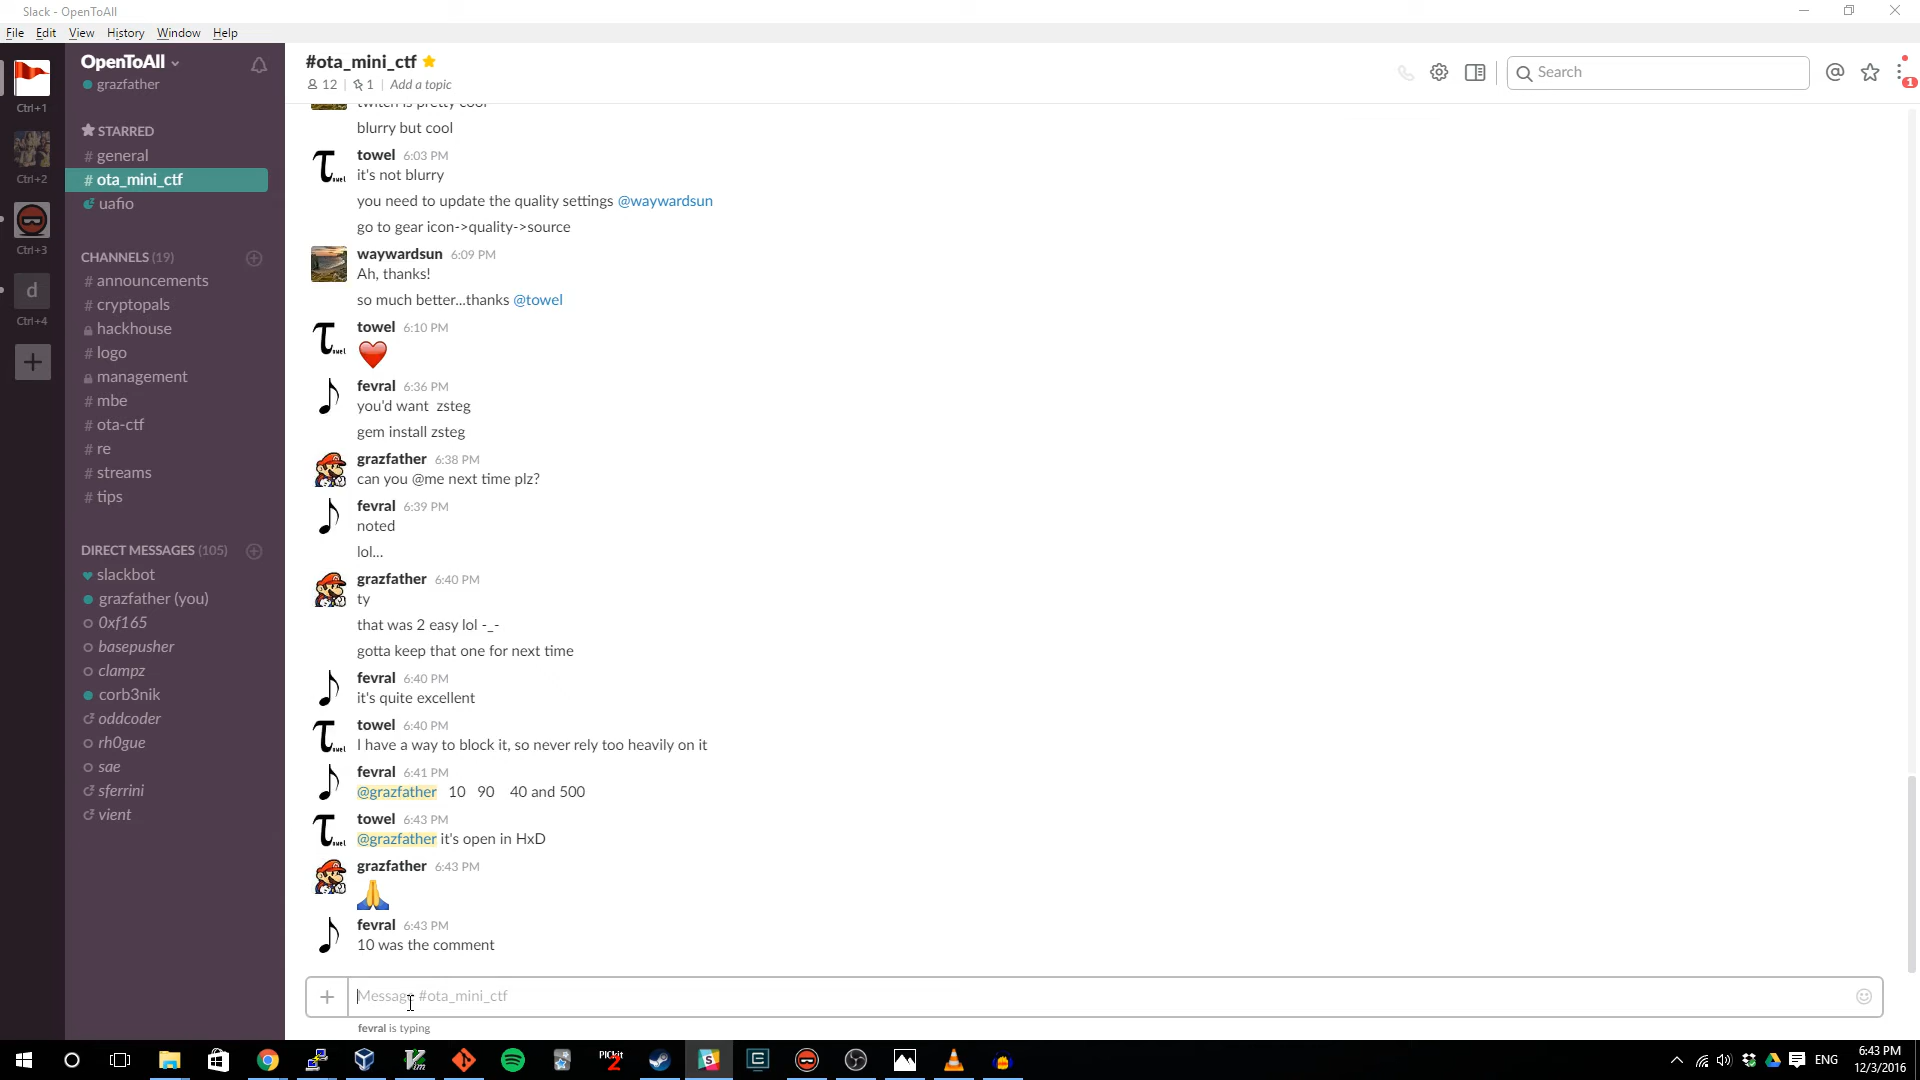 Slack - OpenToAll
File Edit View History Window Help
OpenToAll
grazfather
Ctrl+1
Ctrl+2
Ctrl+3
d
Ctrl+4
STARRED
# general
# ota_mini_ctf
uafio
CHANNELS (19)
# announcements
# cryptopals
hackhouse
# logo
management
# mbe
# ota-ctf
# re
# streams
# tips
DIRECT MESSAGES (105)
slackbot
grazfather (you)
0xf165
basepusher
clampz
corb3nik
oddcoder
rh0gue
sae
sferrini
vient
#ota_mini_ctf
12 | 1 | Add a topic
Search
1
twitch is pretty cool
blurry but cool
towel 6:03 PM
it's not blurry
you need to update the quality settings @waywardsun
go to gear icon->quality->source
waywardsun 6:09 PM
Ah, thanks!
so much better...thanks @towel
towel 6:10 PM
fevral 6:36 PM
you'd want zsteg
gem install zsteg
grazfather 6:38 PM
can you @me next time plz?
fevral 6:39 PM
noted
lol...
grazfather 6:40 PM
ty
that was 2 easy lol -_-
gotta keep that one for next time
fevral 6:40 PM
it's quite excellent
towel 6:40 PM
I have a way to block it, so never rely too heavily on it
fevral 6:41 PM
@grazfather 10 90 40 and 500
towel 6:43 PM
@grazfather it's open in HxD
grazfather 6:43 PM
fevral 6:43 PM
10 was the comment
Message #ota_mini_ctf
fevral is typing
PICkit 2
ENG
6:43 PM
12/3/2016